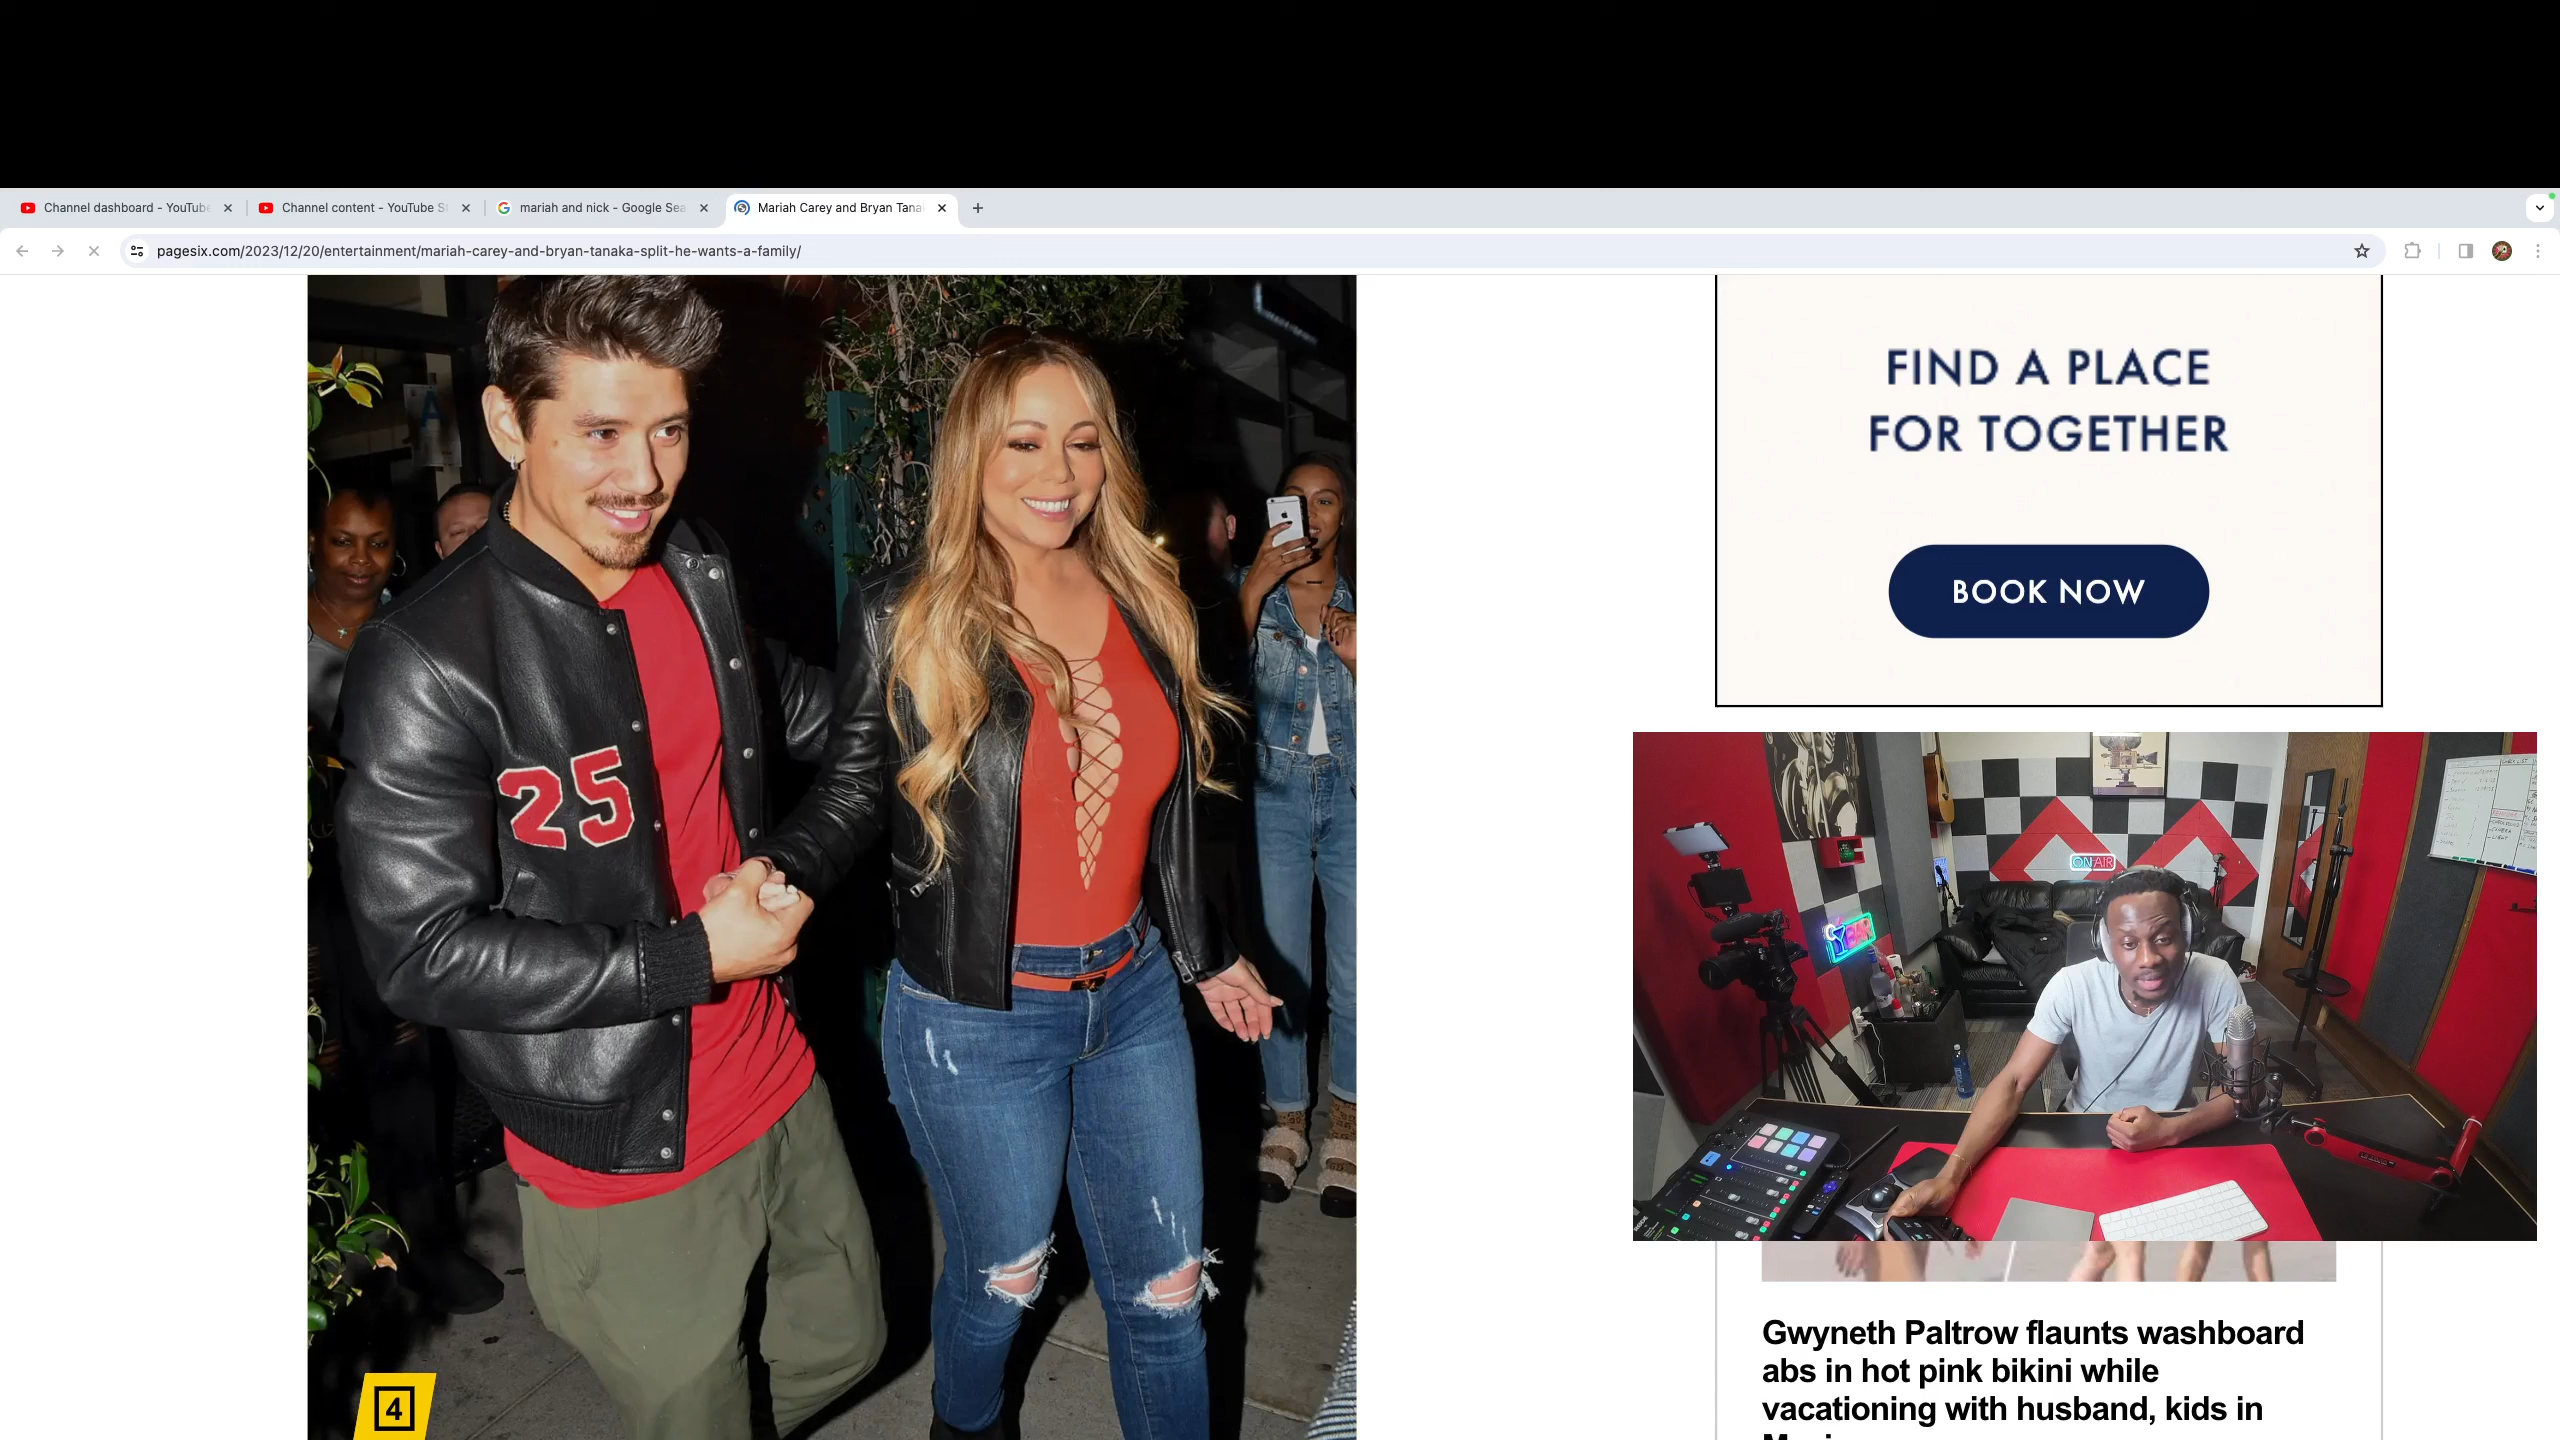 Channel dashboard - YouTube
Channel content - YouTube S
mariah and nick - Google Sea
Mariah Carey and Bryan Tana
pagesix.com/2023/12/20/entertainment/mariah-carey-and-bryan-tanaka-split-he-wants-a-family/
A
25
4
FIND A PLACE
FOR TOGETHER
BOOK NOW
ON AIR
Gwyneth Paltrow flaunts washboard
abs in hot pink bikini while
vacationing with husband, kids in